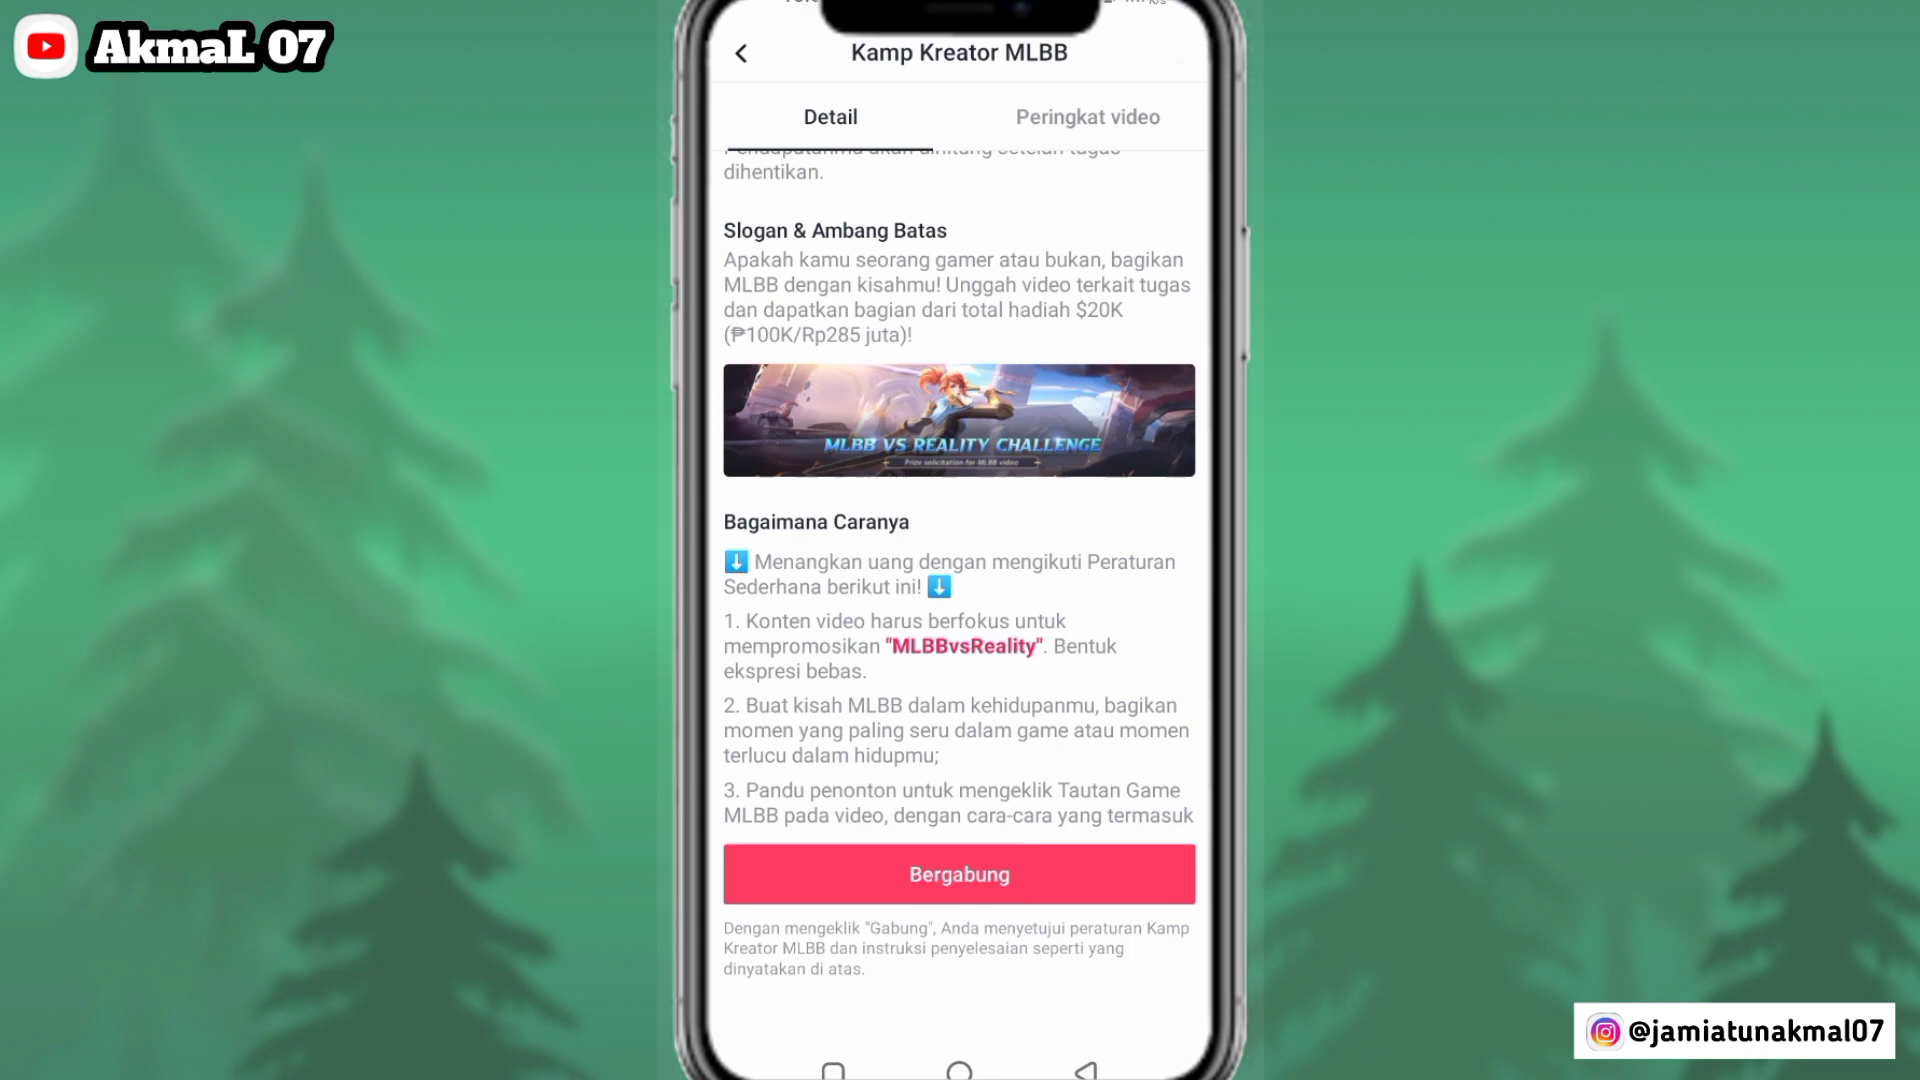 AkmaL 07
Kamp Kreator MLBB
Detail
Peringkat video
dihentikan.
Slogan & Ambang Batas
Apakah kamu seorang gamer atau bukan, bagikan
MLBB dengan kisahmu! Unggah video terkait tugas
dan dapatkan bagian dari total hadiah $20K
(₱100K/Rp285 juta)!
MLBB VS REALITY CHALLENGE
Prize solicitation for MLBB video
Bagaimana Caranya
⬇️ Menangkan uang dengan mengikuti Peraturan
Sederhana berikut ini! ⬇️
1. Konten video harus berfokus untuk
mempromosikan "MLBBvsReality". Bentuk
ekspresi bebas.
2. Buat kisah MLBB dalam kehidupanmu, bagikan
momen yang paling seru dalam game atau momen
terlucu dalam hidupmu;
3. Pandu penonton untuk mengeklik Tautan Game
MLBB pada video, dengan cara-cara yang termasuk
Bergabung
Dengan mengeklik "Gabung", Anda menyetujui peraturan Kamp
Kreator MLBB dan instruksi penyelesaian seperti yang
dinyatakan di atas.
@jamiatunakmal07